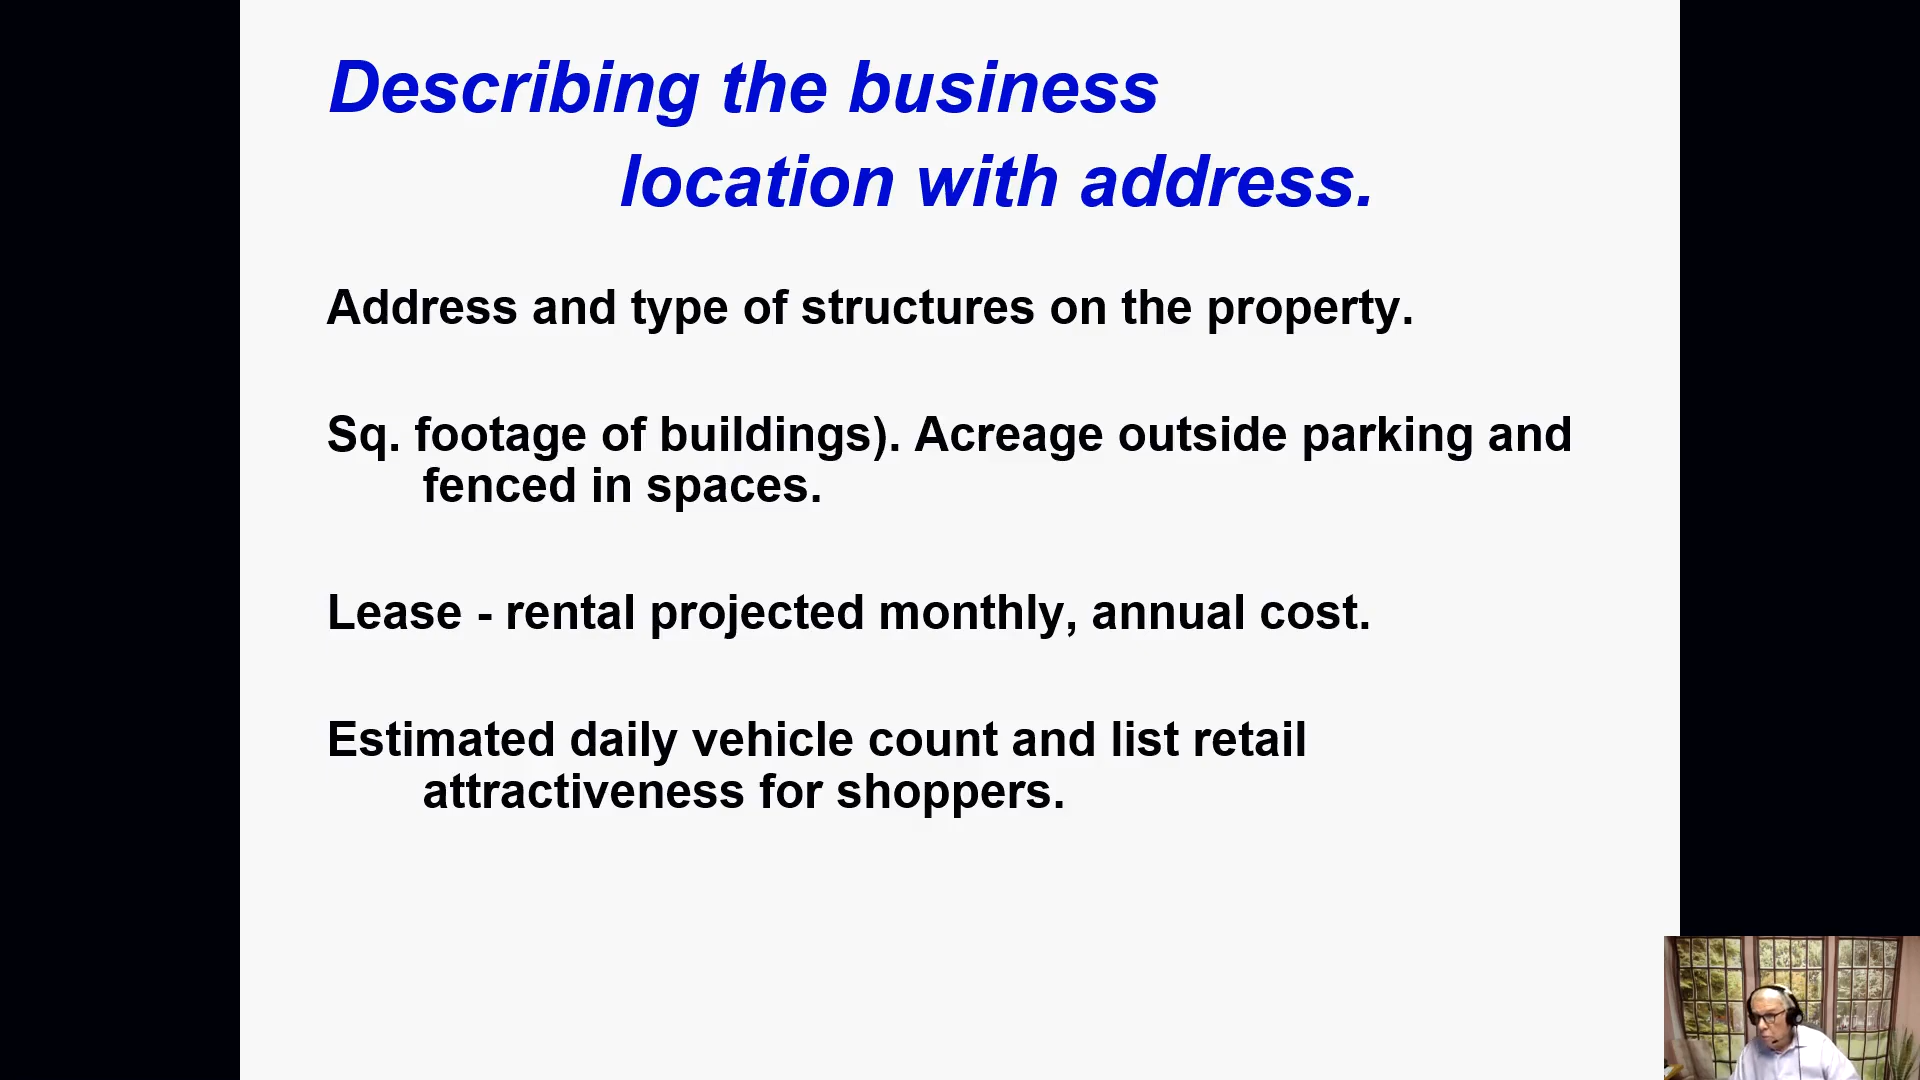 Describing the business
location with address.
Address and type of structures on the property.
Sq. footage of buildings). Acreage outside parking and
fenced in spaces.
Lease - rental projected monthly, annual cost.
Estimated daily vehicle count and list retail
attractiveness for shoppers.